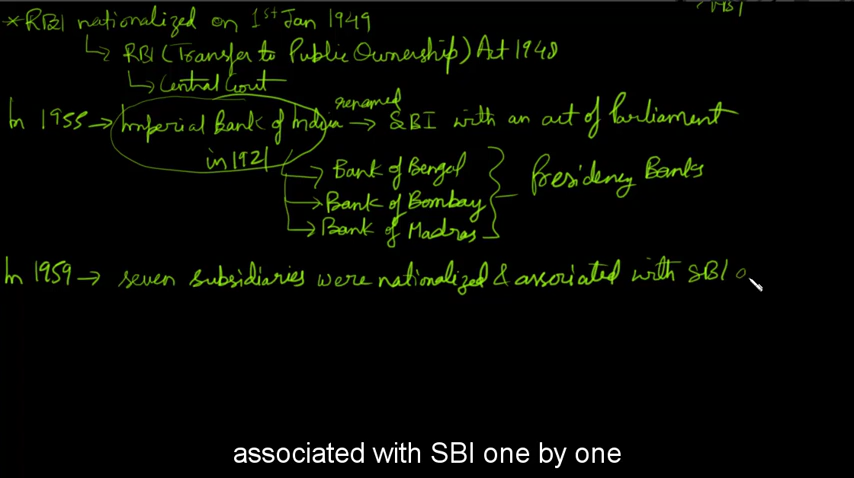 *RBI nationalized on 1st Jan 1949
RBI (Transfer to Public Ownership) Act 1948
Central Govt
In 1955 → Imperial Bank of India → SBI with an act of Parliament
renamed
in 1921
Bank of Bengal
Bank of Bombay
Bank of Madras
Presidency Banks
In 1959 → seven subsidiaries were nationalized & associated with SBI o
associated with SBI one by one